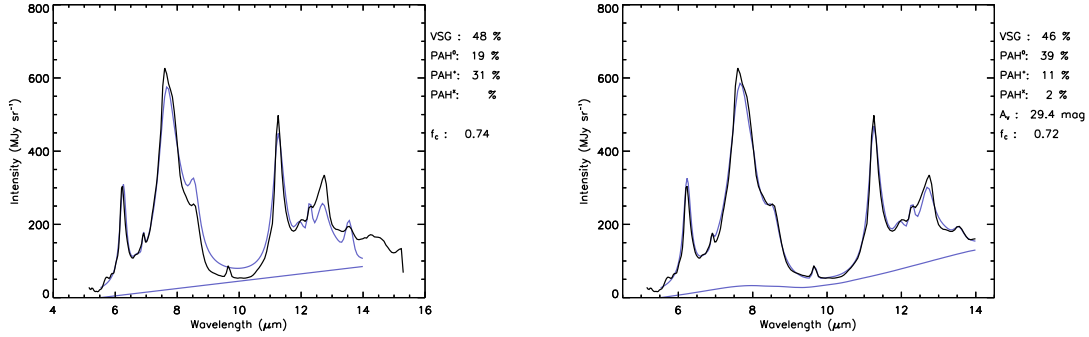 800
600
400
200
0
Intensity (MJy sr⁻¹)
4 6 8 10 12 14 16
Wavelength (μm)
VSG : 48 %
PAH⁰: 19 %
PAH⁺: 31 %
PAHˣ: %
f_c : 0.74
800
600
400
200
0
Intensity (MJy sr⁻¹)
6 8 10 12 14
Wavelength (μm)
VSG : 46 %
PAH⁰: 39 %
PAH⁺: 11 %
PAHˣ: 2 %
A_v : 29.4 mag
f_c : 0.72